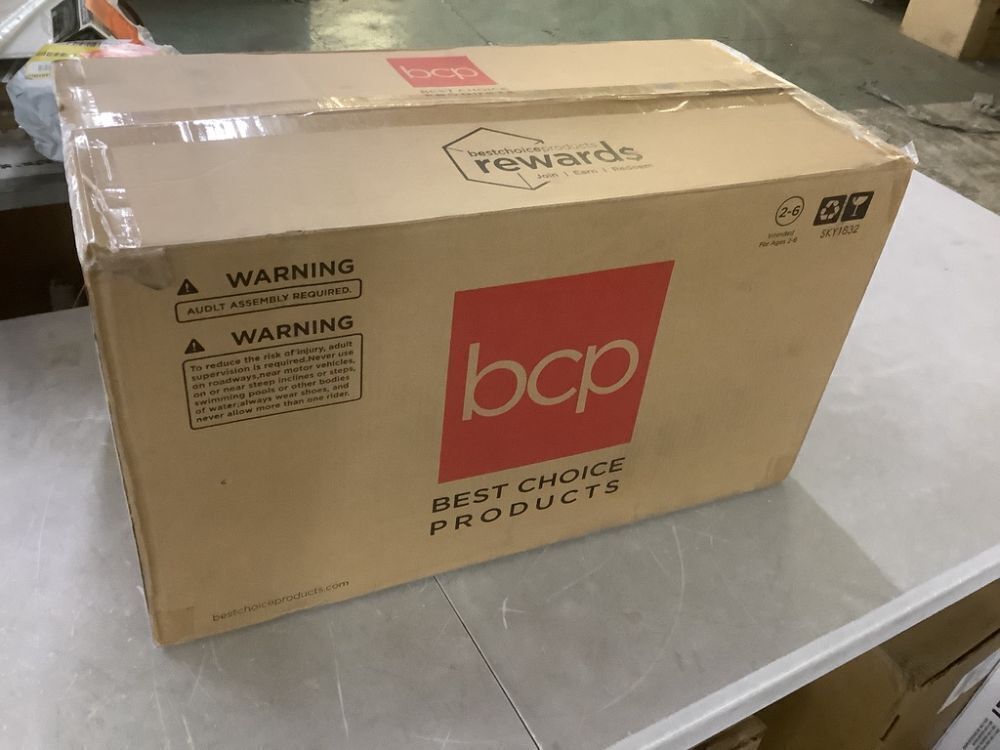 bcp
BEST CHOICE
PRODUCTS
bestchoiceproducts
rewards
Join | Earn | Redeem
2-6
Intended
For Ages 2-6
SKY1832
WARNING
AUDLT ASSEMBLY REQUIRED.
WARNING
To reduce the risk of injury, adult
supervision is required.Never use
on roadways,near motor vehicles,
on or near steep inclines or steps,
swimming pools or other bodies
of water;always wear shoes, and
never allow more than one rider.
bcp
BEST CHOICE
PRODUCTS
bestchoiceproducts.com